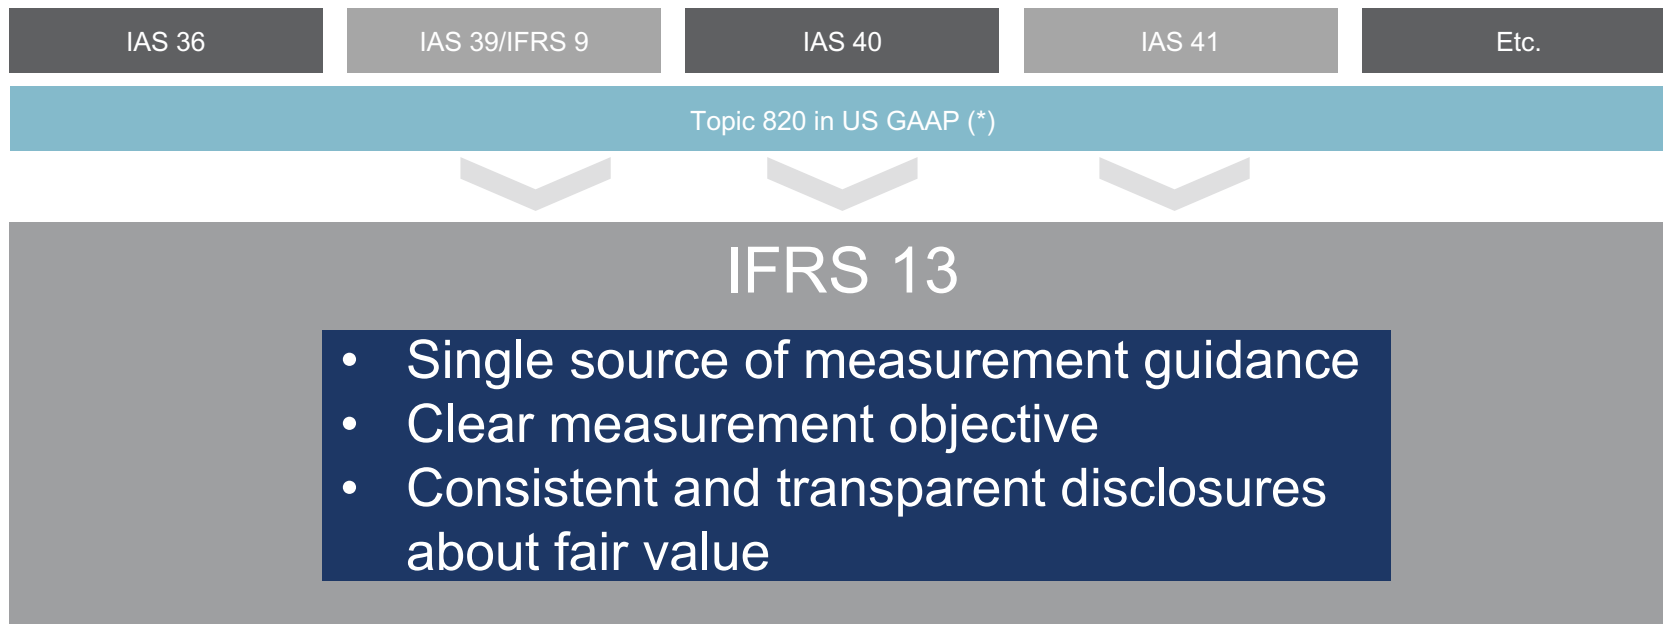 IAS 36
IAS 39/IFRS 9
IAS 40
IAS 41
Etc.
Topic 820 in US GAAP (*)
IFRS 13
• Single source of measurement guidance
• Clear measurement objective
• Consistent and transparent disclosures
about fair value